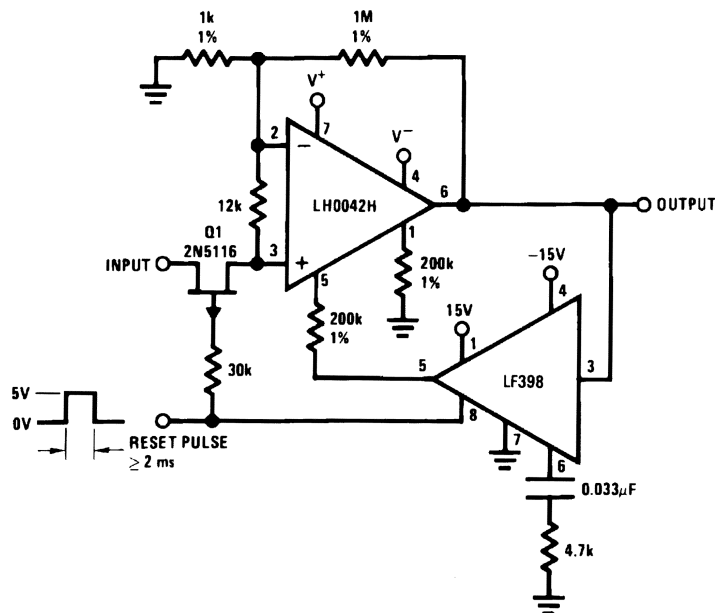 1k
1%
1M
1%
V+
7
2
−
V−
4
12k
LH0042H
6
OUTPUT
Q1
2N5116
1
INPUT
3
+
5
200k
1%
−15V
4
200k
1%
15V
1
5
LF398
3
30k
8
5V
0V
RESET PULSE
≥ 2 ms
7
6
0.033µF
4.7k